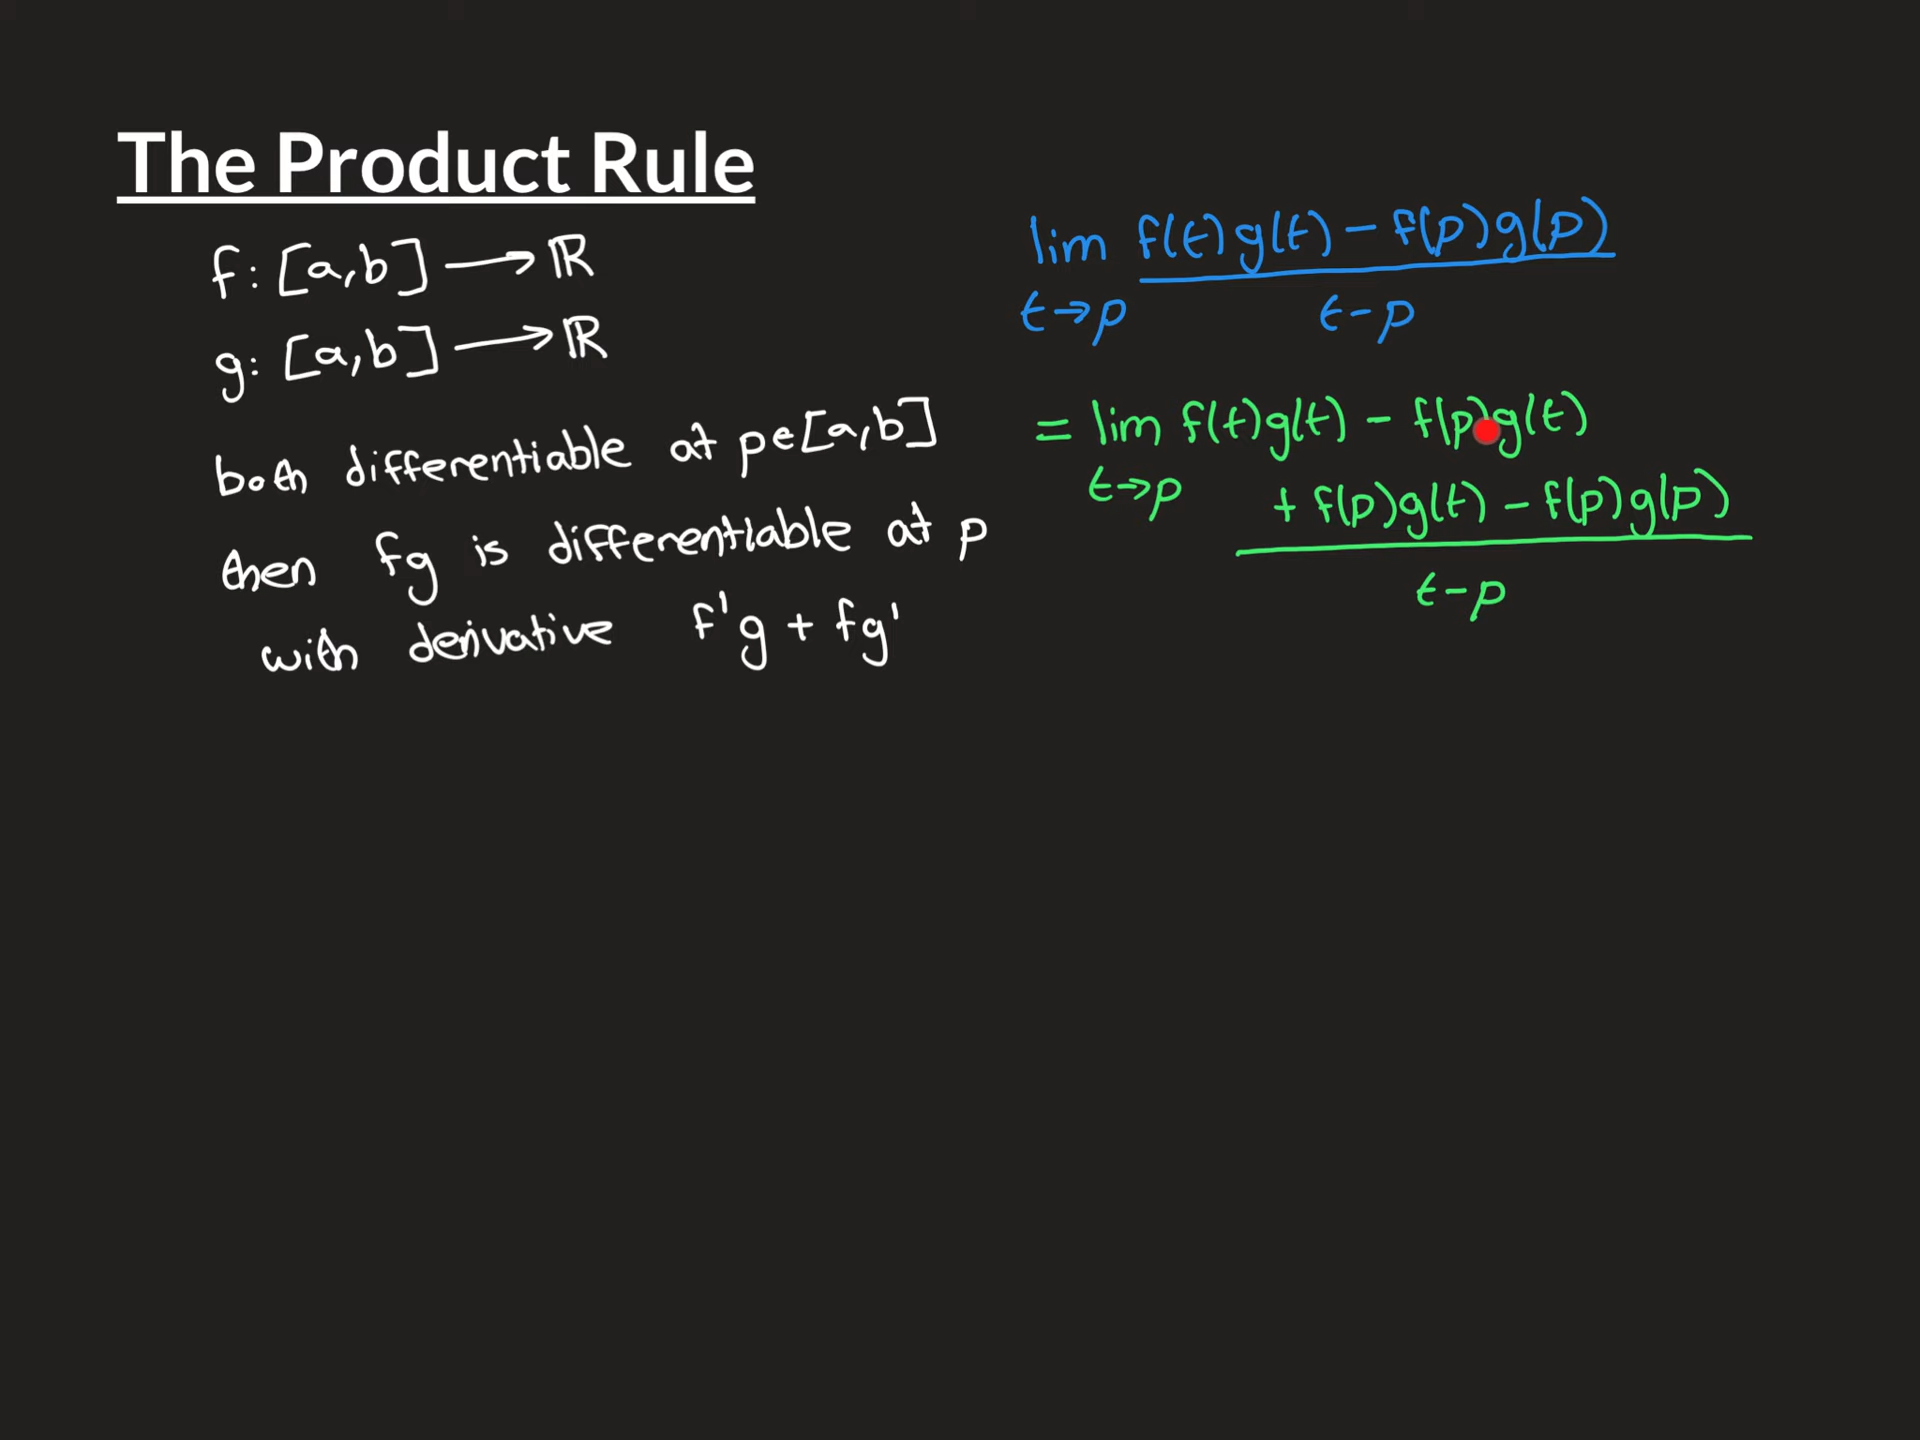 The Product Rule
f: [a,b] → ℝ
g: [a,b] → ℝ
both differentiable at p∈[a,b]
then fg is differentiable at p
with derivative f'g + fg'
lim f(t)g(t) - f(p)g(p)
t→p t-p
= lim f(t)g(t) - f(p)g(t)
t→p + f(p)g(t) - f(p)g(p)
t-p